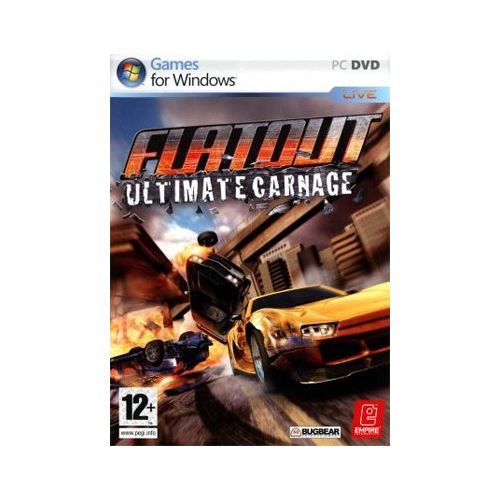 Games
for Windows
PC DVD
LIVE
FLATOUT
ULTIMATE CARNAGE
12+
www.pegi.info
BUGBEAR
EMPIRE